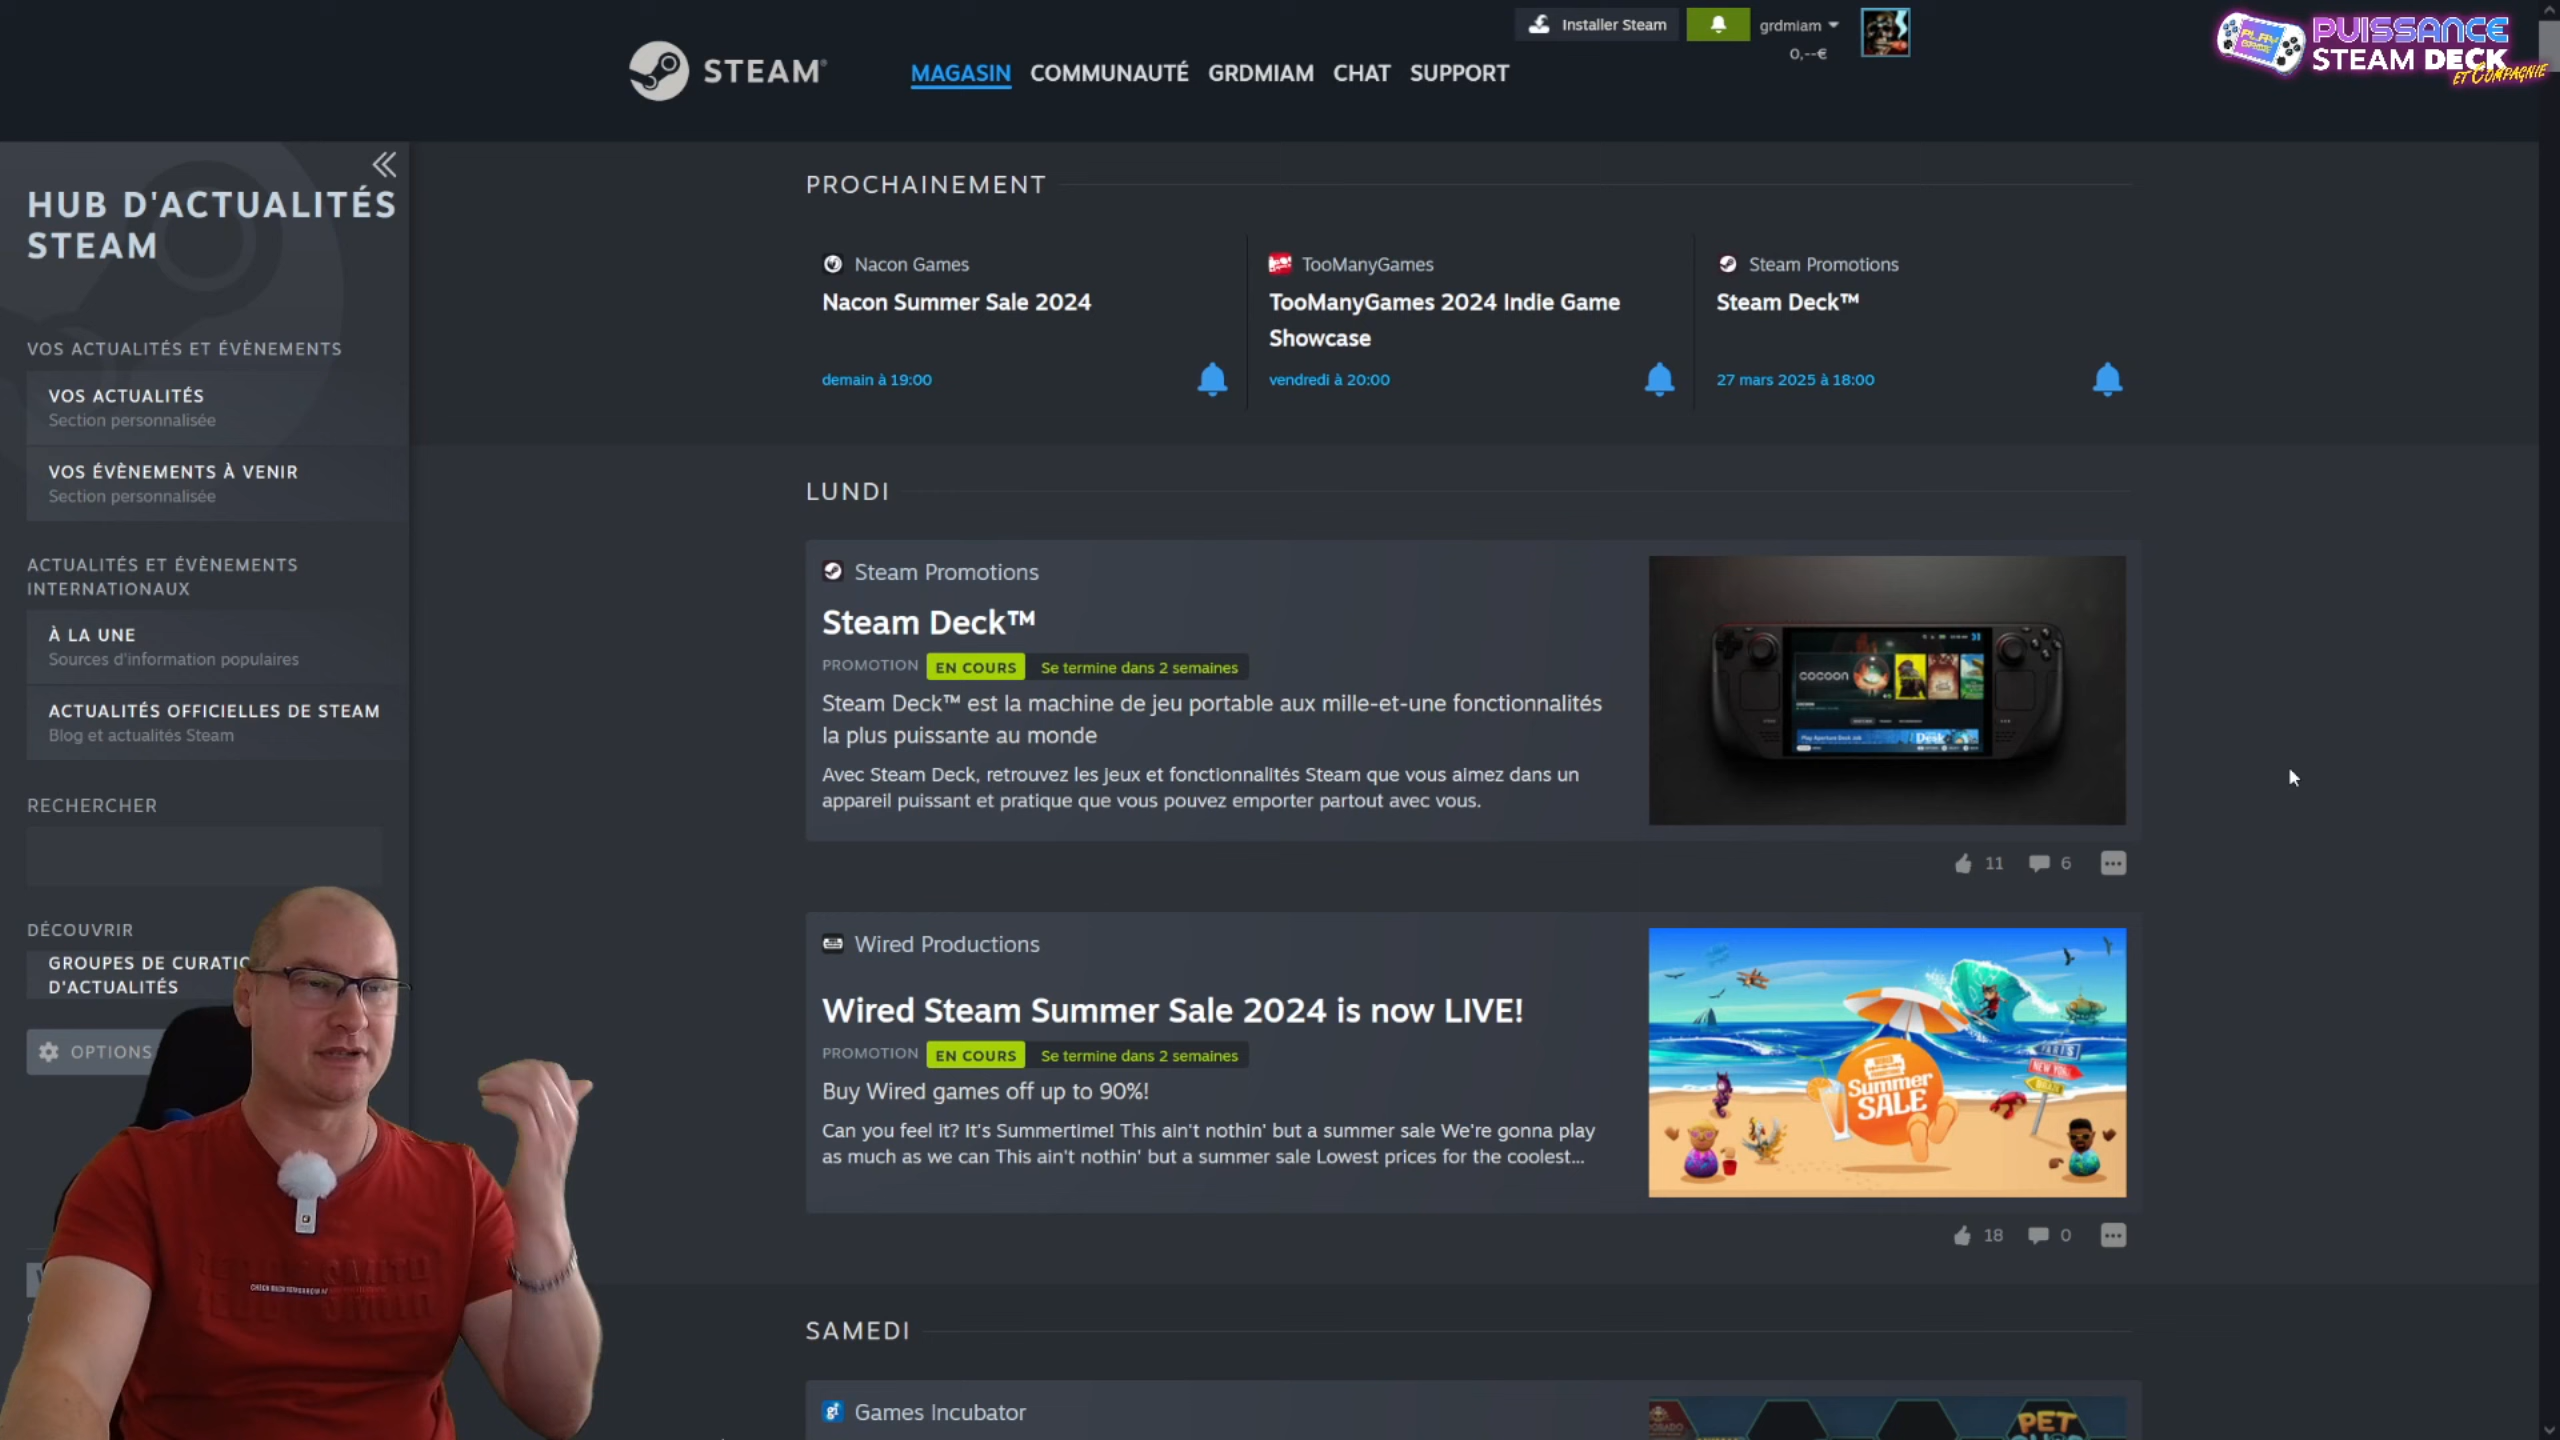 Installer Steam
grdmiam
0,--€
PUISSANCE
STEAM DECK
ET COMPAGNIE
STEAM®
MAGASIN
COMMUNAUTÉ
GRDMIAM
CHAT
SUPPORT
HUB D'ACTUALITÉS
STEAM
VOS ACTUALITÉS ET ÉVÈNEMENTS
VOS ACTUALITÉS
Section personnalisée
VOS ÉVÈNEMENTS À VENIR
Section personnalisée
ACTUALITÉS ET ÉVÈNEMENTS
INTERNATIONAUX
À LA UNE
Sources d'information populaires
ACTUALITÉS OFFICIELLES DE STEAM
Blog et actualités Steam
RECHERCHER
DÉCOUVRIR
GROUPES DE CURATIO
D'ACTUALITÉS
OPTIONS
PROCHAINEMENT
Nacon Games
Nacon Summer Sale 2024
demain à 19:00
TooManyGames
TooManyGames 2024 Indie Game
Showcase
vendredi à 20:00
Steam Promotions
Steam Deck™
27 mars 2025 à 18:00
LUNDI
Steam Promotions
Steam Deck™
PROMOTION EN COURS Se termine dans 2 semaines
Steam Deck™ est la machine de jeu portable aux mille-et-une fonctionnalités
la plus puissante au monde
Avec Steam Deck, retrouvez les jeux et fonctionnalités Steam que vous aimez dans un
appareil puissant et pratique que vous pouvez emporter partout avec vous.
cocoon
11
6
Wired Productions
Wired Steam Summer Sale 2024 is now LIVE!
PROMOTION EN COURS Se termine dans 2 semaines
Buy Wired games off up to 90%!
Can you feel it? It's Summertime! This ain't nothin' but a summer sale We're gonna play
as much as we can This ain't nothin' but a summer sale Lowest prices for the coolest...
PARIS
NEW YORK
Summer
SALE
18
0
SAMEDI
gi
Games Incubator
PET